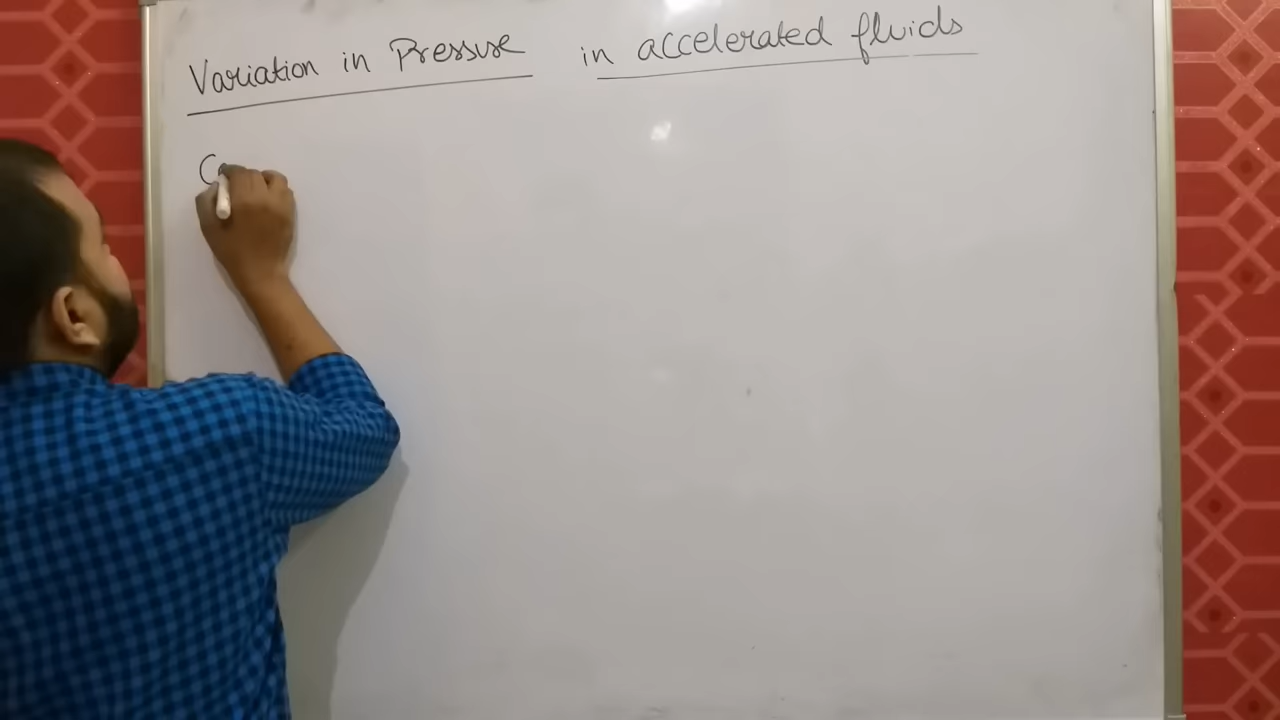 Variation in Pressure in accelerated fluids